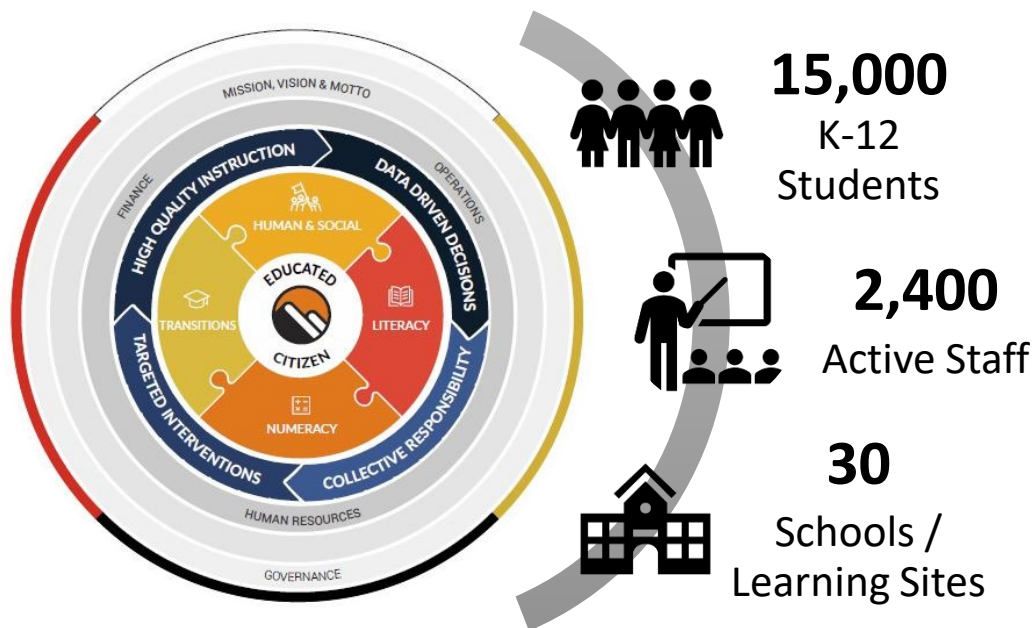 MISSION, VISION & MOTTO
FINANCE
OPERATIONS
HIGH QUALITY INSTRUCTION
DATA DRIVEN DECISIONS
HUMAN & SOCIAL
EDUCATED
TRANSITIONS
LITERACY
CITIZEN
TARGETED INTERVENTIONS
COLLECTIVE RESPONSIBILITY
NUMERACY
HUMAN RESOURCES
GOVERNANCE
15,000
K-12
Students
2,400
Active Staff
30
Schools /
Learning Sites